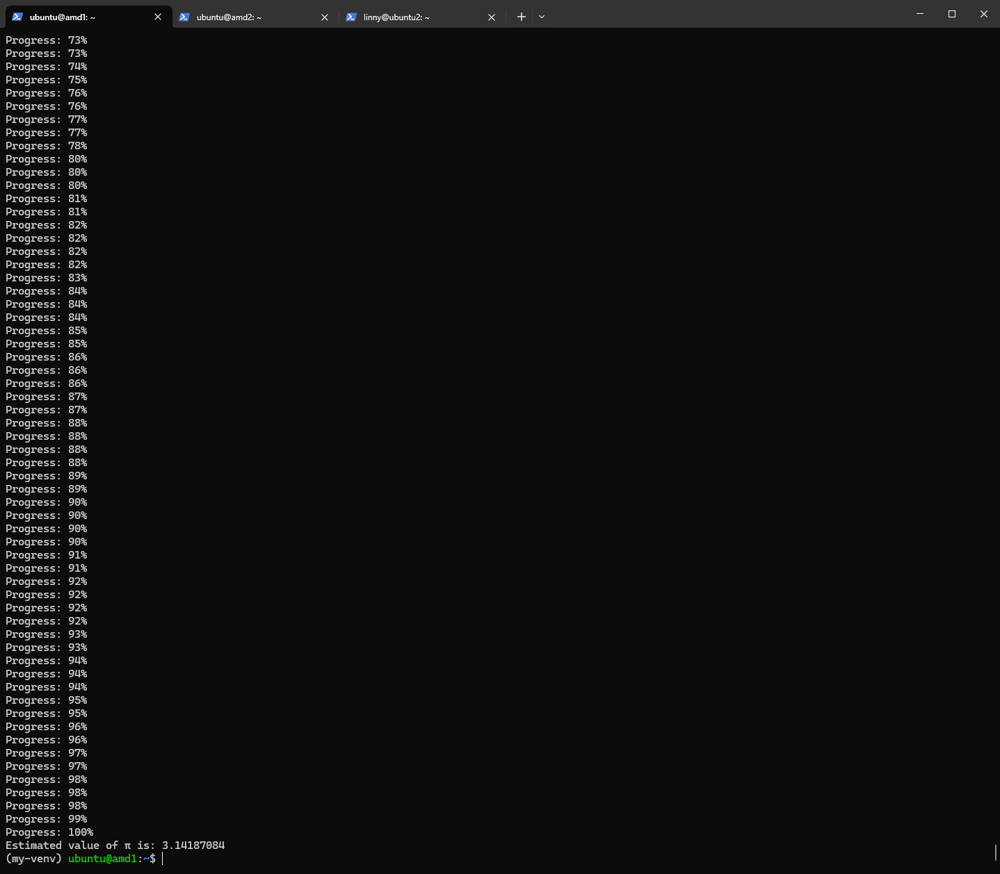 ubuntu@amd1: ~
ubuntu@amd2: ~
linny@ubuntu2: ~
Progress: 73%
Progress: 73%
Progress: 74%
Progress: 75%
Progress: 76%
Progress: 76%
Progress: 77%
Progress: 77%
Progress: 78%
Progress: 80%
Progress: 80%
Progress: 80%
Progress: 81%
Progress: 81%
Progress: 82%
Progress: 82%
Progress: 82%
Progress: 82%
Progress: 83%
Progress: 84%
Progress: 84%
Progress: 84%
Progress: 85%
Progress: 85%
Progress: 86%
Progress: 86%
Progress: 86%
Progress: 87%
Progress: 87%
Progress: 88%
Progress: 88%
Progress: 88%
Progress: 88%
Progress: 89%
Progress: 89%
Progress: 90%
Progress: 90%
Progress: 90%
Progress: 90%
Progress: 91%
Progress: 91%
Progress: 92%
Progress: 92%
Progress: 92%
Progress: 92%
Progress: 93%
Progress: 93%
Progress: 94%
Progress: 94%
Progress: 94%
Progress: 95%
Progress: 95%
Progress: 96%
Progress: 96%
Progress: 97%
Progress: 97%
Progress: 98%
Progress: 98%
Progress: 98%
Progress: 99%
Progress: 100%
Estimated value of π is: 3.14187084
(my-venv) ubuntu@amd1:~$